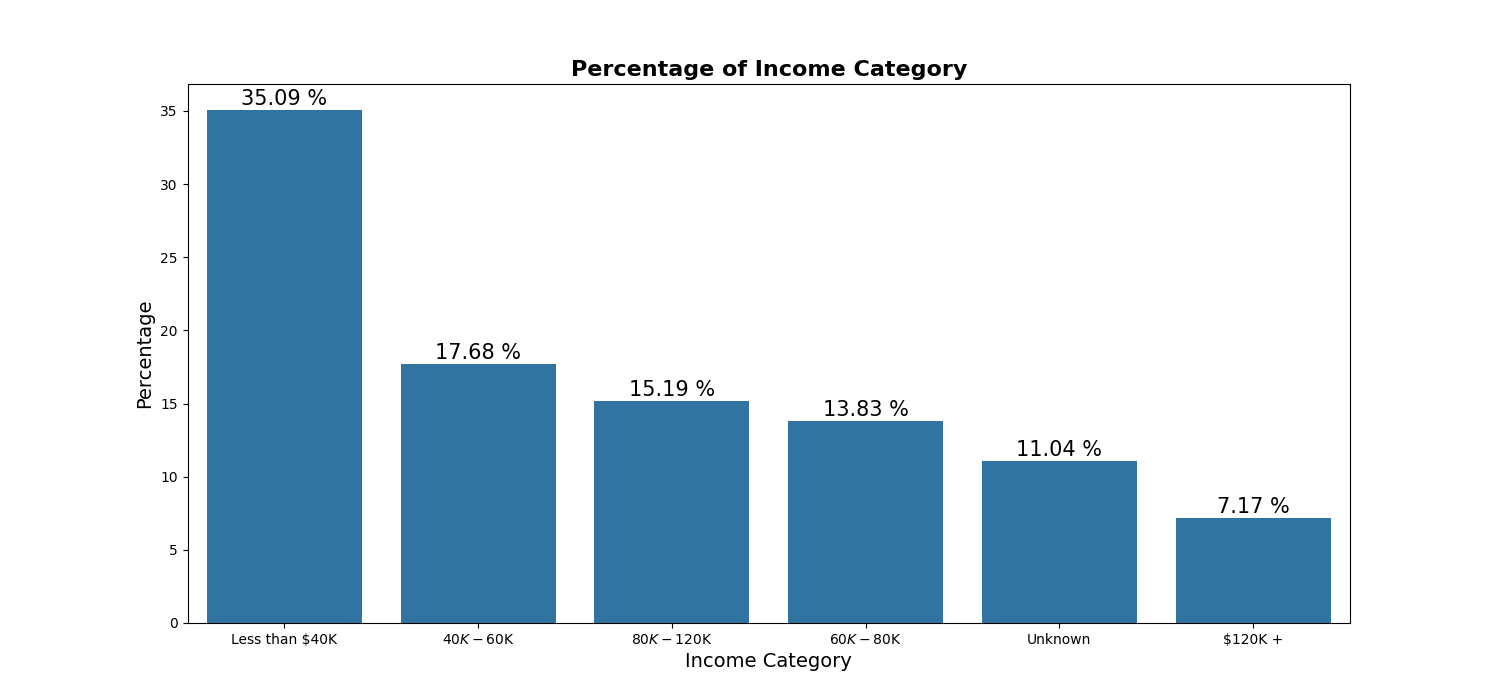 Percentage of Income Category
35.09 %
17.68 %
15.19 %
13.83 %
11.04 %
7.17 %
Percentage
35
30
25
20
15
10
5
0
Less than $40K
40K − 60K
80K − 120K
60K − 80K
Unknown
$120K +
Income Category